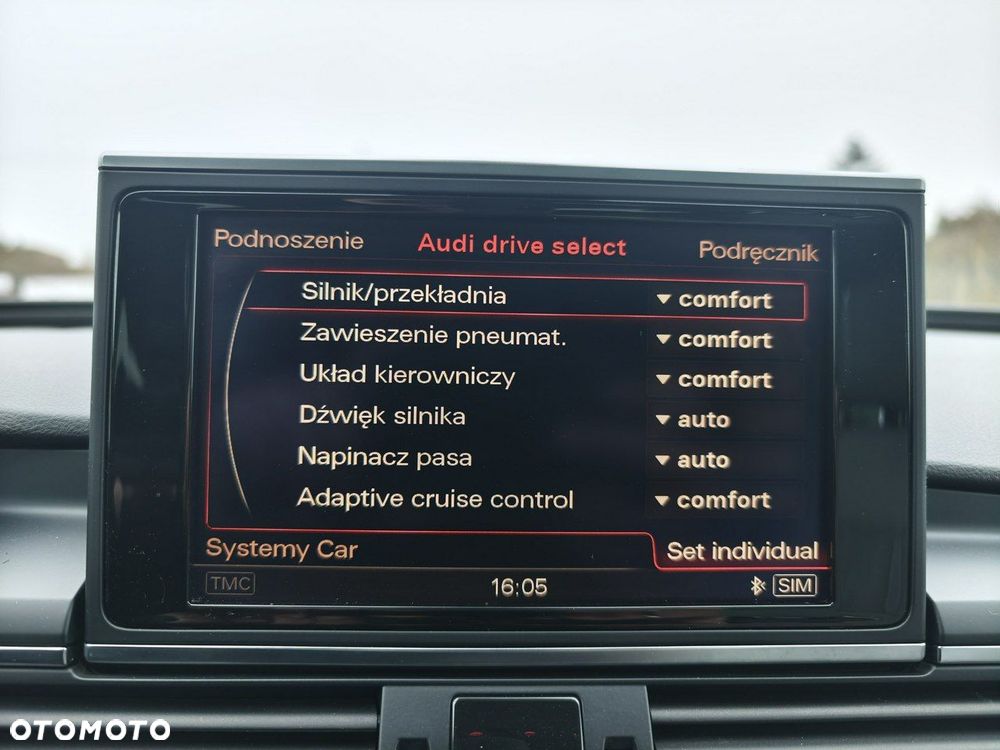 Podnoszenie Audi drive select Podręcznik
Silnik/przekładnia comfort
Zawieszenie pneumat. comfort
Układ kierowniczy comfort
Dźwięk silnika auto
Napinacz pasa auto
Adaptive cruise control comfort
Systemy Car Set individual
TMC 16:05 SIM
OTOMOTO